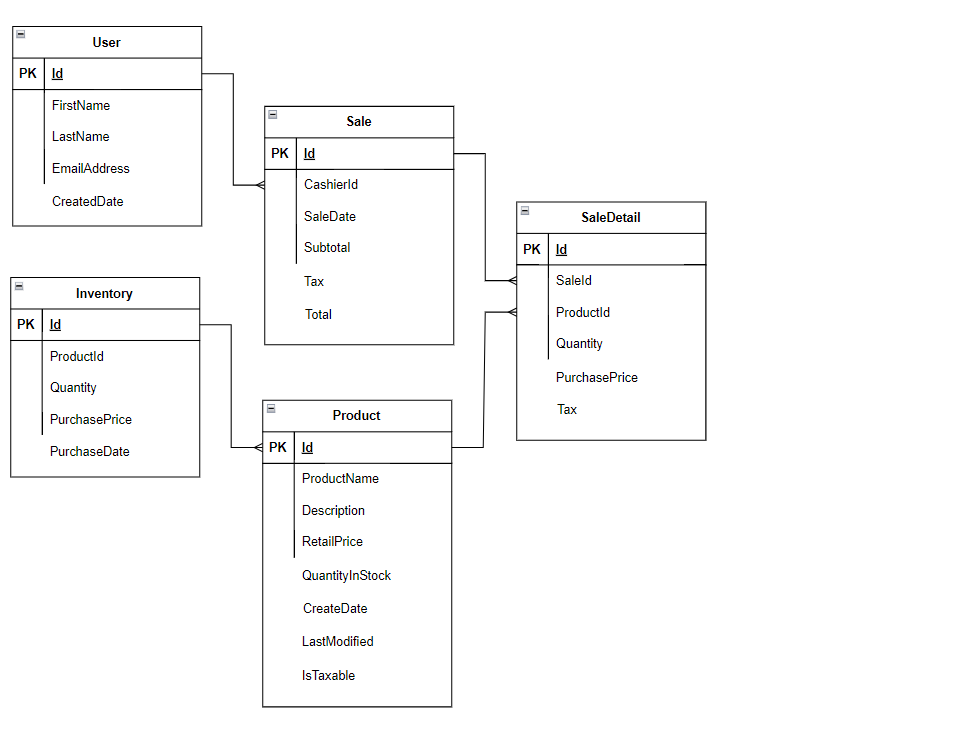 User
PK Id
FirstName
LastName
EmailAddress
CreatedDate
Sale
PK Id
CashierId
SaleDate
Subtotal
Tax
Total
SaleDetail
PK Id
SaleId
ProductId
Quantity
PurchasePrice
Tax
Inventory
PK Id
ProductId
Quantity
PurchasePrice
PurchaseDate
Product
PK Id
ProductName
Description
RetailPrice
QuantityInStock
CreateDate
LastModified
IsTaxable